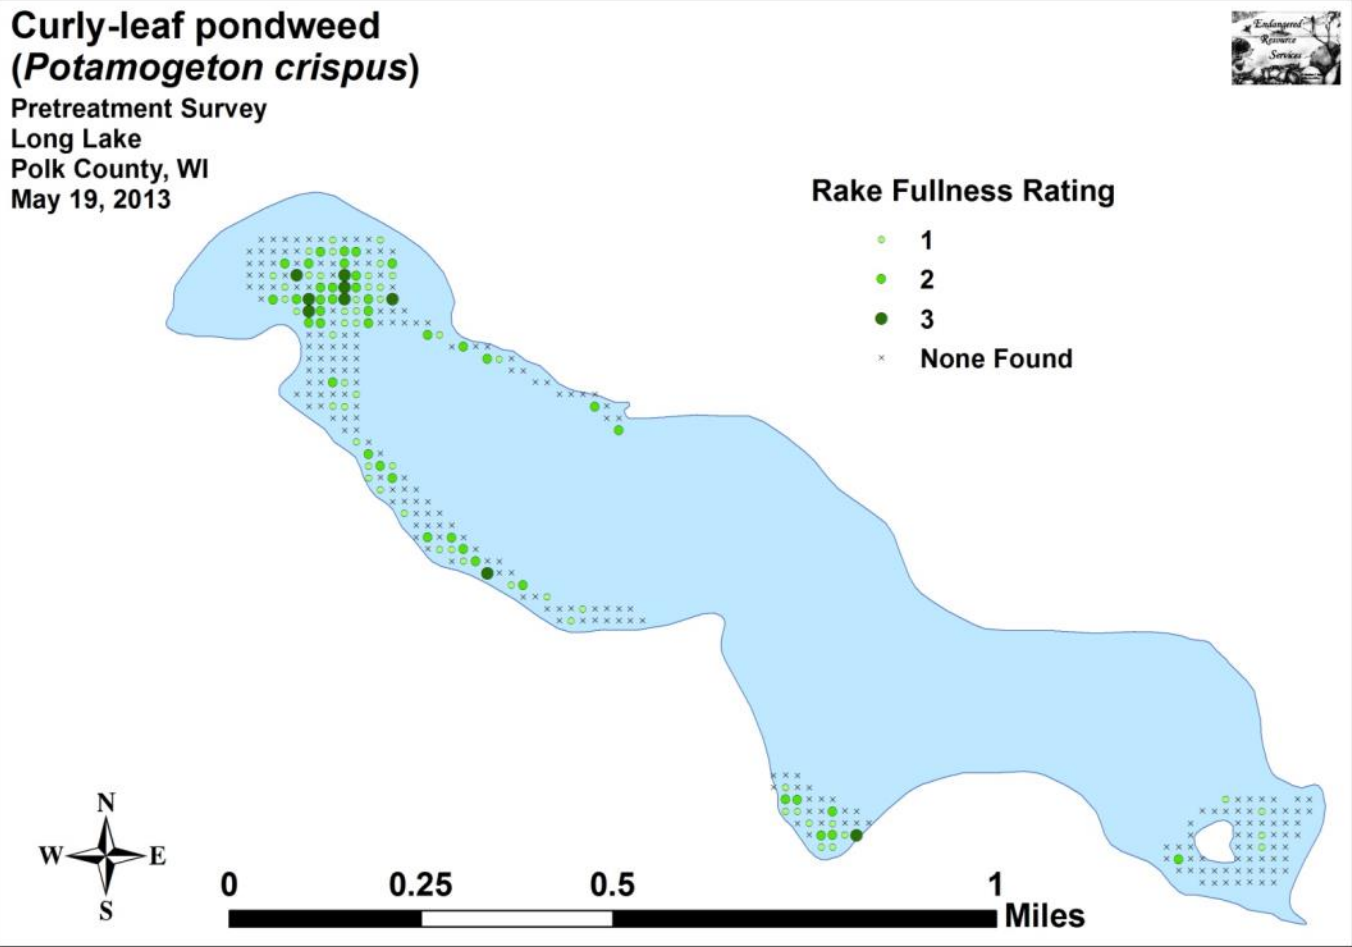 Curly-leaf pondweed
(Potamogeton crispus)
Pretreatment Survey
Long Lake
Polk County, WI
May 19, 2013
Endangered
Resource
Services
Rake Fullness Rating
1
2
3
None Found
N
W E
S
0 0.25 0.5 1
Miles